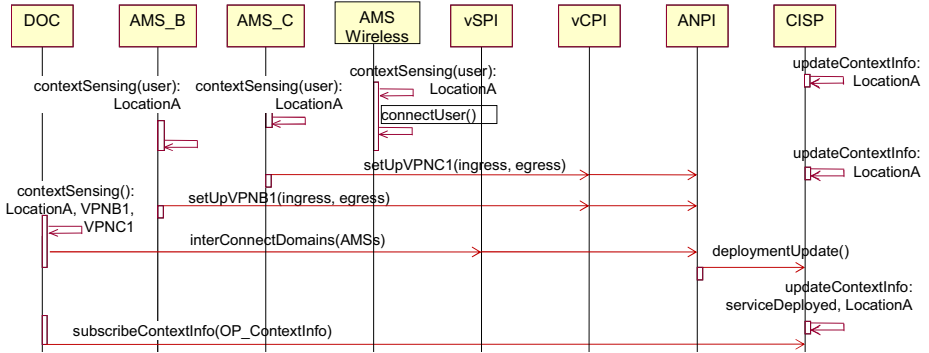 DOC
AMS_B
AMS_C
AMS
Wireless
vSPI
vCPI
ANPI
CISP
updateContextInfo:
LocationA
contextSensing(user):
LocationA
contextSensing(user):
LocationA
contextSensing(user):
LocationA
connectUser()
setUpVPNC1(ingress, egress)
updateContextInfo:
LocationA
contextSensing():
LocationA, VPNB1,
VPNC1
setUpVPNB1(ingress, egress)
interConnectDomains(AMSs)
deploymentUpdate()
updateContextInfo:
serviceDeployed, LocationA
subscribeContextInfo(OP_ContextInfo)